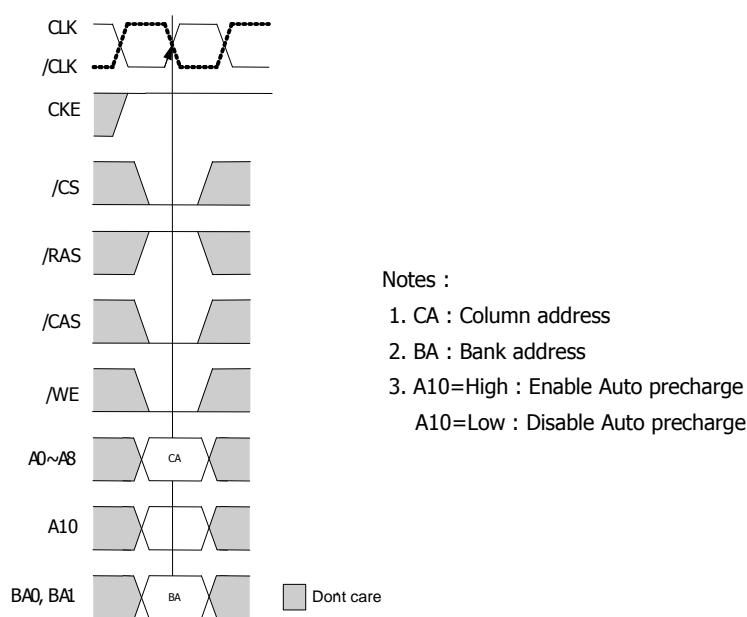 CLK
/CLK
CKE
/CS
/RAS
/CAS
/WE
A0~A8
CA
A10
BA0, BA1
BA
Dont care
Notes :
1. CA : Column address
2. BA : Bank address
3. A10=High : Enable Auto precharge
A10=Low : Disable Auto precharge